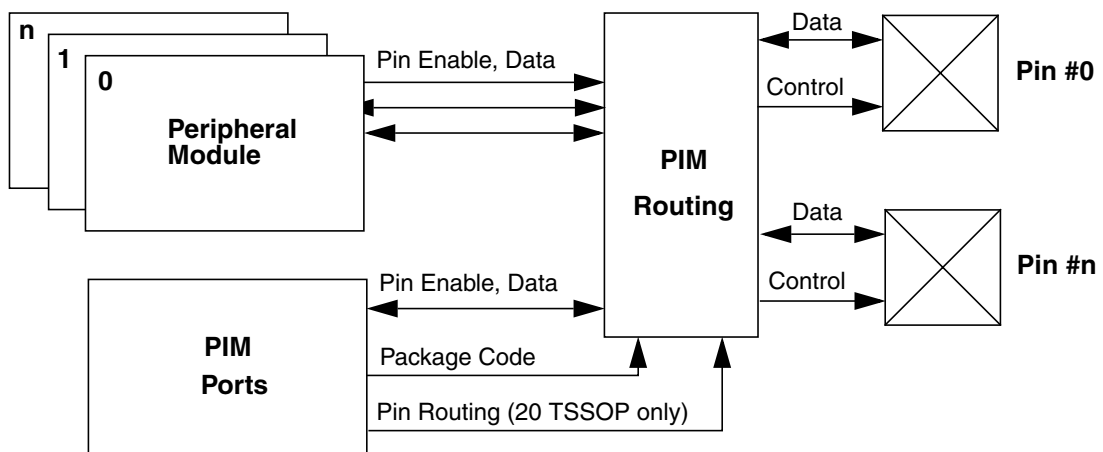 n
1
0
Peripheral
Module
Pin Enable, Data
PIM
Routing
Data
Control
Pin #0
Data
Control
Pin #n
PIM
Ports
Pin Enable, Data
Package Code
Pin Routing (20 TSSOP only)